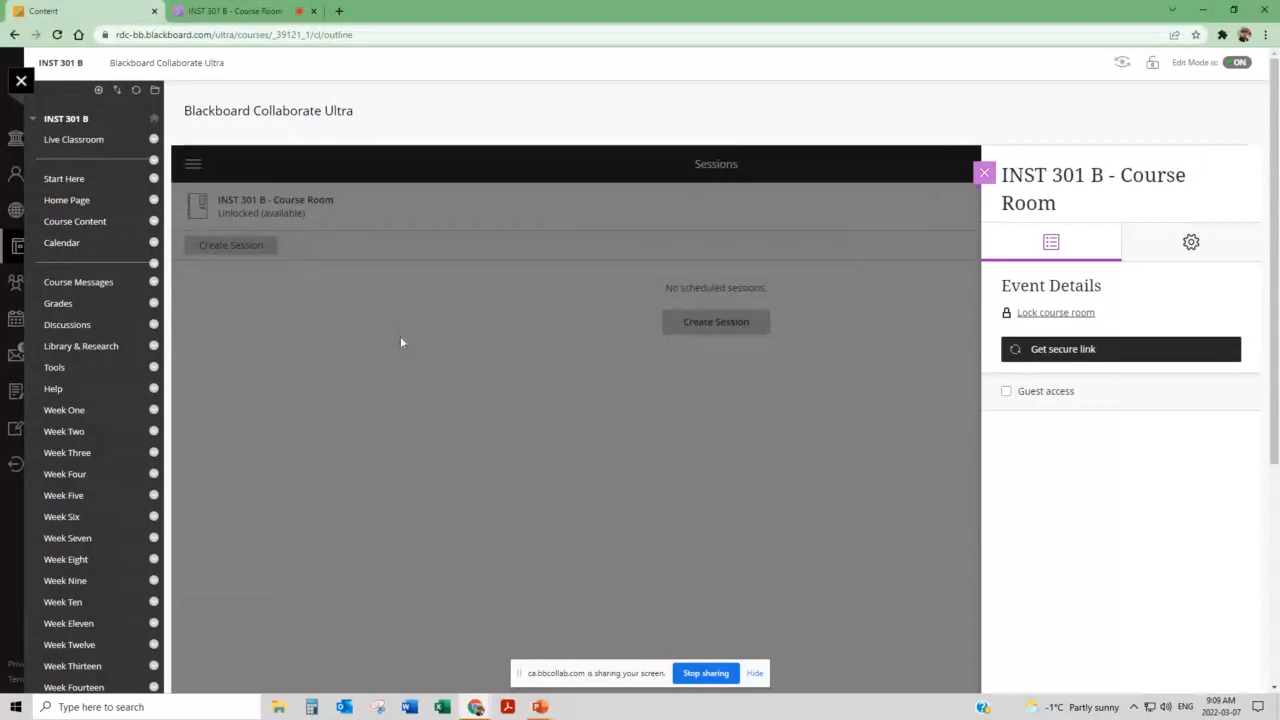 Content
INST 301 B - Course Room
rdc-bb.blackboard.com/ultra/courses/_39121_1/cl/outline
INST 301 B
Blackboard Collaborate Ultra
Edit Mode is:
ON
Blackboard Collaborate Ultra
INST 301 B
Live Classroom
Start Here
Home Page
Course Content
Calendar
Course Messages
Grades
Discussions
Library & Research
Tools
Help
Week One
Week Two
Week Three
Week Four
Week Five
Week Six
Week Seven
Week Eight
Week Nine
Week Ten
Week Eleven
Week Twelve
Week Thirteen
Week Fourteen
Priv
Term
Sessions
INST 301 B - Course Room
Unlocked (available)
Create Session
No scheduled sessions.
Create Session
INST 301 B - Course
Room
Event Details
Lock course room
Get secure link
Guest access
ca.bbcollab.com is sharing your screen.
Stop sharing
Hide
Type here to search
-1°C Partly sunny
ENG
9:09 AM
2022-03-07